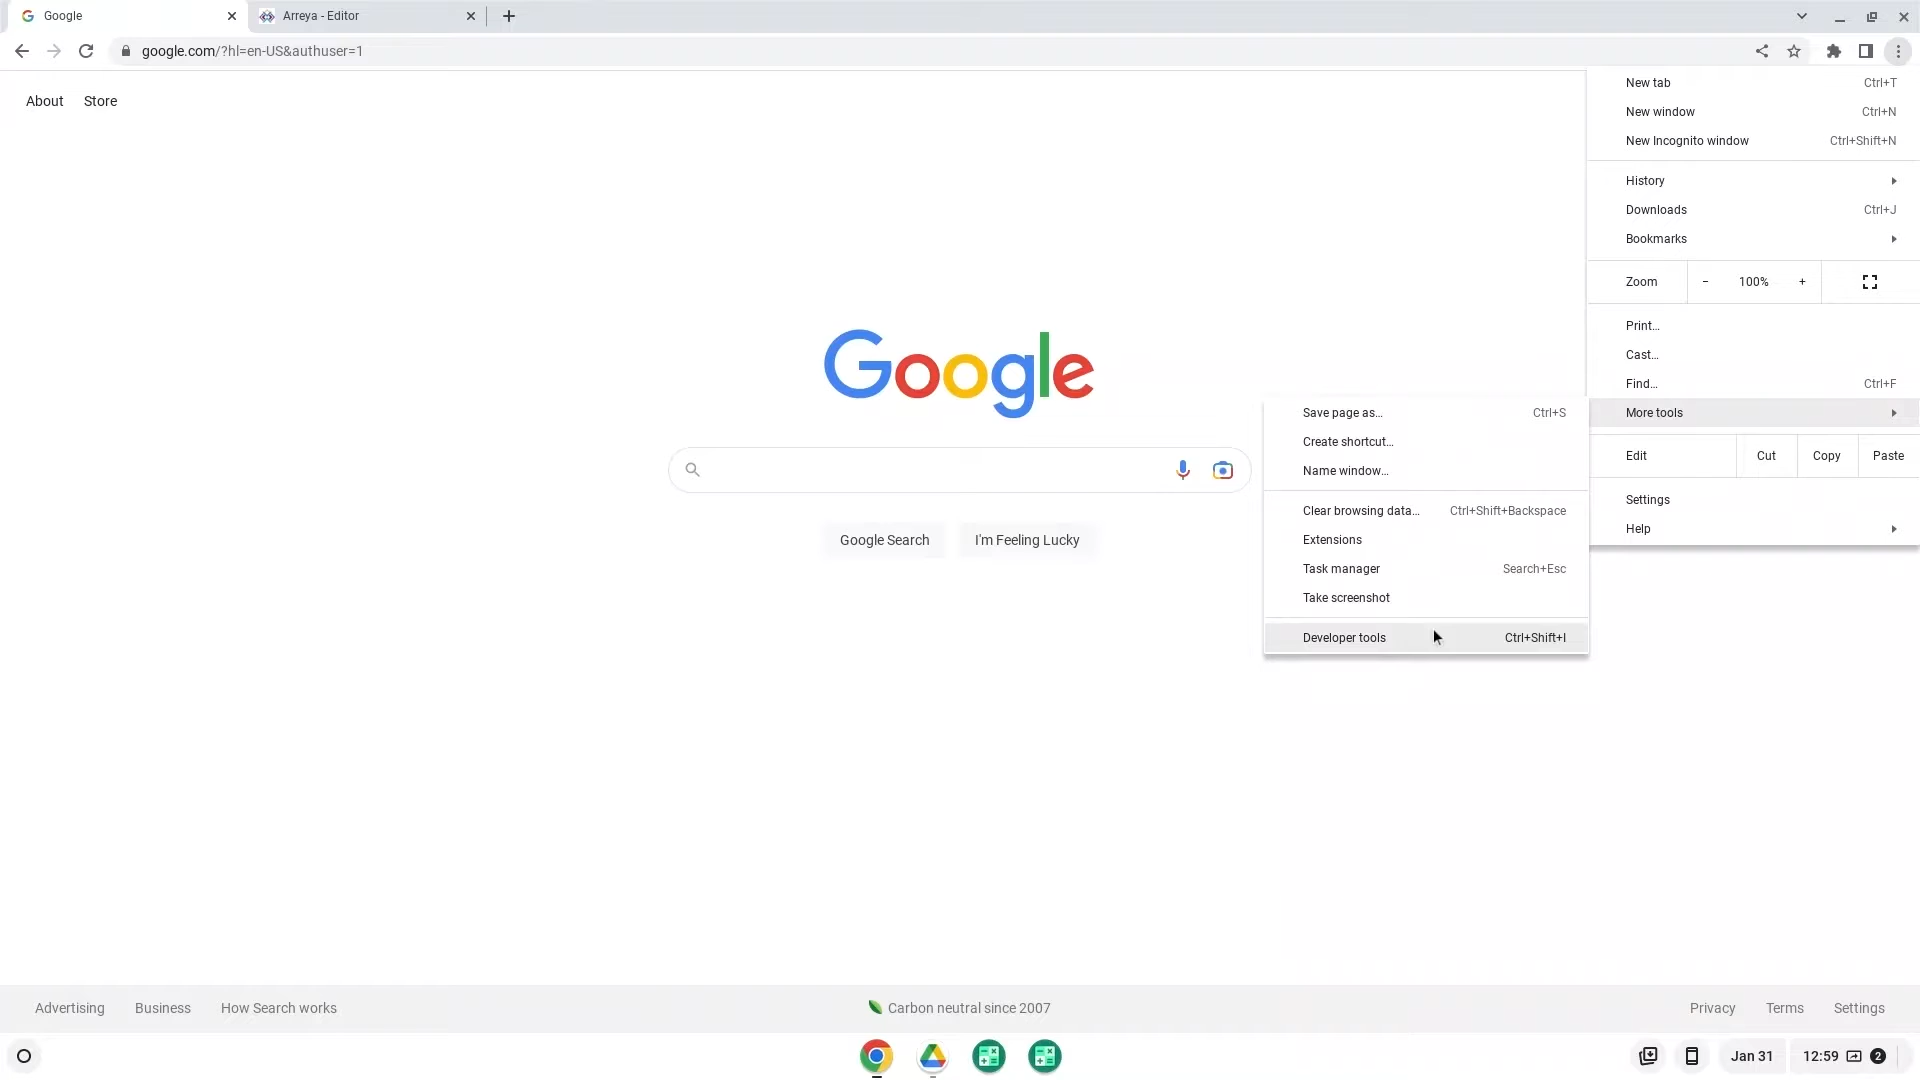 Google
Arreya - Editor
google.com/?hl=en-US&authuser=1
About Store
New tab Ctrl+T
New window Ctrl+N
New Incognito window Ctrl+Shift+N
History
Downloads Ctrl+J
Bookmarks
Zoom - 100% +
Print...
Cast...
Find... Ctrl+F
More tools
Edit Cut Copy Paste
Settings
Help
Save page as... Ctrl+S
Create shortcut...
Name window...
Clear browsing data... Ctrl+Shift+Backspace
Extensions
Task manager Search+Esc
Take screenshot
Developer tools Ctrl+Shift+I
Google
Google Search I'm Feeling Lucky
Advertising Business How Search works Carbon neutral since 2007 Privacy Terms Settings
Jan 31 12:59 2